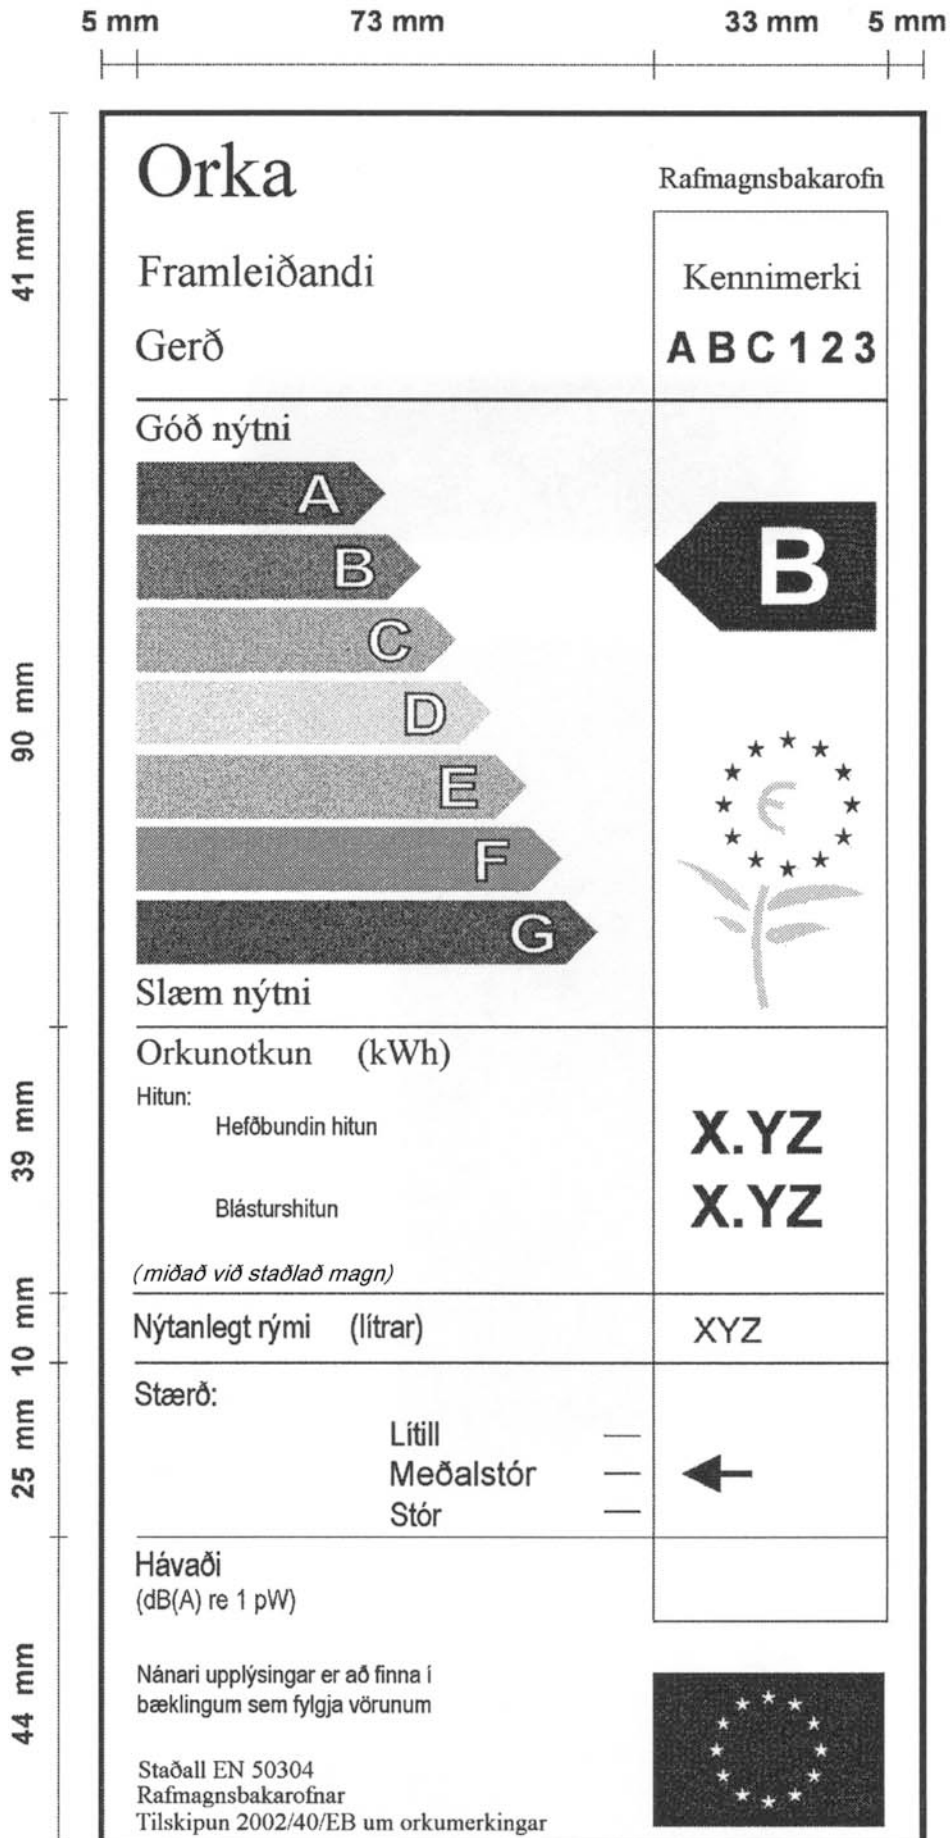 5 mm 73 mm 33 mm 5 mm
41 mm
90 mm
39 mm
10 mm
25 mm
44 mm
Orka
Rafmagnsbakarofn
Framleiðandi
Kennimerki
Gerð
ABC123
Góð nýtni
A
B
B
C
D
E
F
G
Slæm nýtni
Orkunotkun (kWh)
Hitun:
Hefðbundin hitun
X.YZ
Blásturshitun
X.YZ
(miðað við staðlað magn)
Nýtanlegt rými (lítrar)
XYZ
Stærð:
Lítill —
Meðalstór —
Stór —
Hávaði
(dB(A) re 1 pW)
Nánari upplýsingar er að finna í
bæklingum sem fylgja vörunum
Staðall EN 50304
Rafmagnsbakarofnar
Tilskipun 2002/40/EB um orkumerkingar